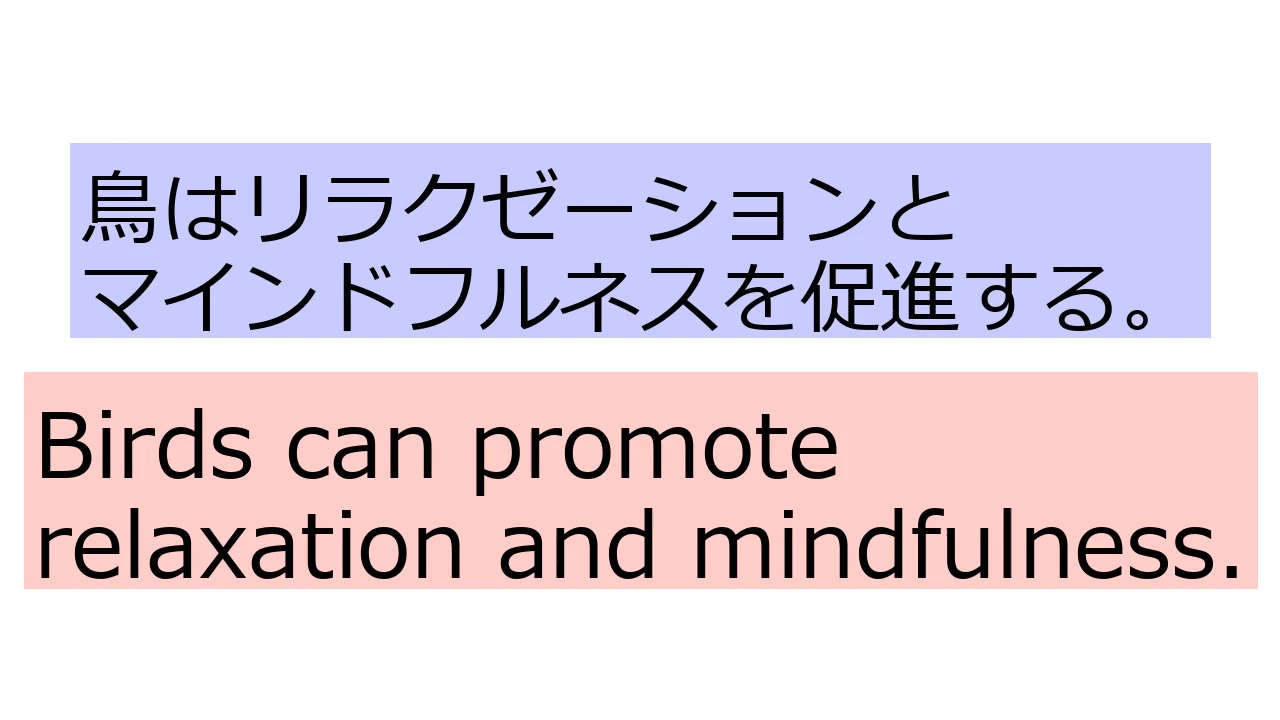 鳥はリラクゼーションと
マインドフルネスを促進する。
Birds can promote
relaxation and mindfulness.